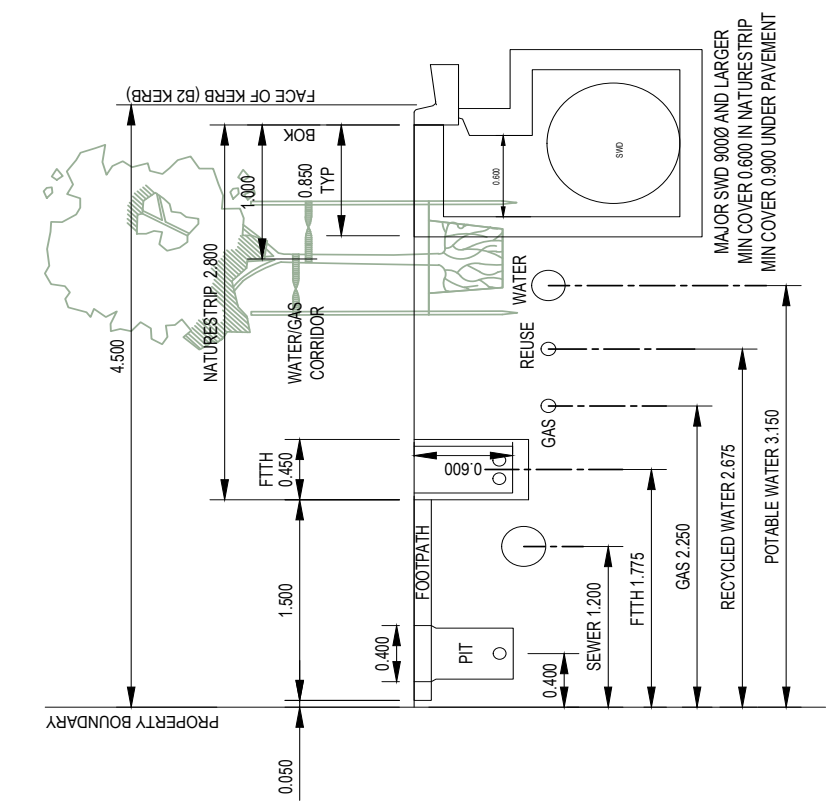 FACE OF KERB (B2 KERB)
BOK
4.500
NATURESTRIP 2.800
1.000
0.850
TYP
WATER/GAS
CORRIDOR
0.600
SWD
MAJOR SWD 900Ø AND LARGER
MIN COVER 0.600 IN NATURESTRIP
MIN COVER 0.900 UNDER PAVEMENT
WATER
REUSE
GAS
FTTH
0.450
0.600
1.500
FOOTPATH
0.400
PIT
0.400
SEWER 1.200
FTTH 1.775
GAS 2.250
RECYCLED WATER 2.675
POTABLE WATER 3.150
PROPERTY BOUNDARY
0.050